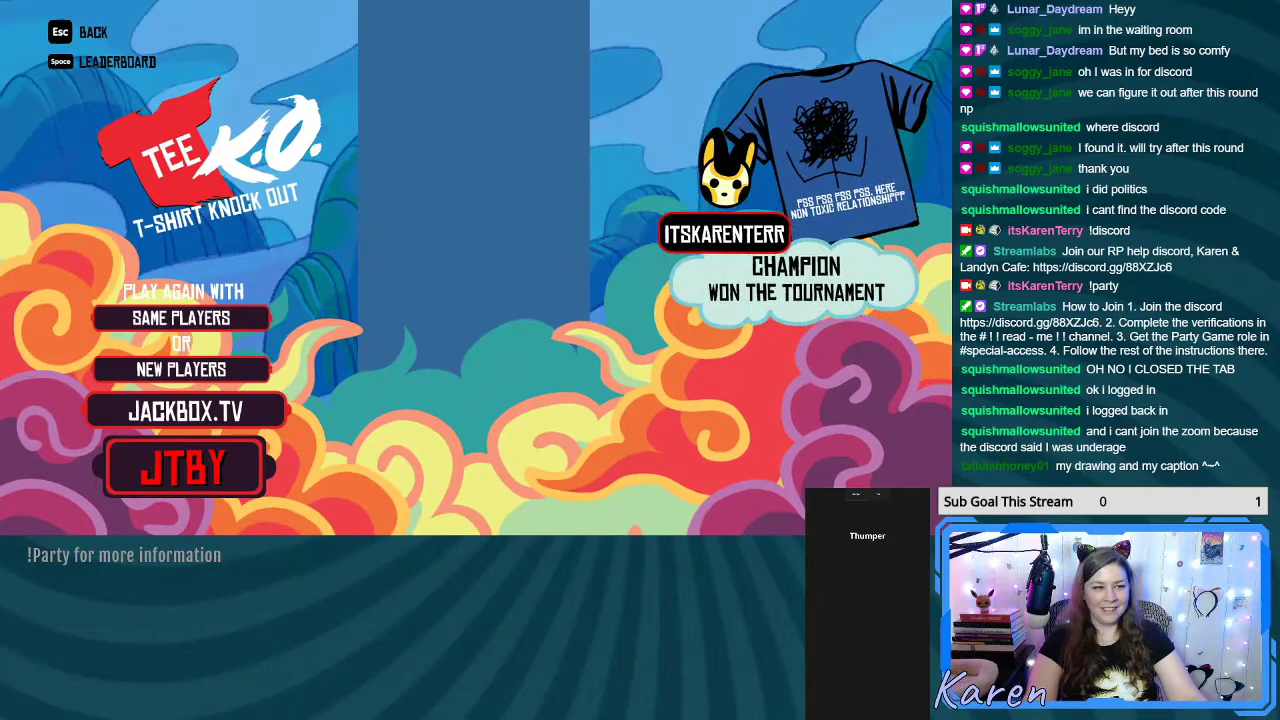 Esc BACK
Space LEADERBOARD
TEE K.O.
T-SHIRT KNOCK OUT
PLAY AGAIN WITH
SAME PLAYERS
OR
NEW PLAYERS
JACKBOX.TV
JTBY
PSS PSS PSS PSS, HERE
NON TOXIC RELATIONSHIP???
ITSKARENTERR
CHAMPION
WON THE TOURNAMENT
!Party for more information
Thumper
Lunar_Daydream Heyy
soggy_jane im in the waiting room
Lunar_Daydream But my bed is so comfy
soggy_jane oh I was in for discord
soggy_jane we can figure it out after this round
np
squishmallowsunited where discord
soggy_jane I found it. will try after this round
soggy_jane thank you
squishmallowsunited i did politics
squishmallowsunited i cant find the discord code
itsKarenTerry !discord
Streamlabs Join our RP help discord, Karen &
Landyn Cafe: https://discord.gg/88XZJc6
itsKarenTerry !party
Streamlabs How to Join 1. Join the discord
https://discord.gg/88XZJc6. 2. Complete the verifications in
the # ! ! read - me ! ! channel. 3. Get the Party Game role in
#special-access. 4. Follow the rest of the instructions there.
squishmallowsunited OH NO I CLOSED THE TAB
squishmallowsunited ok i logged in
squishmallowsunited i logged back in
squishmallowsunited and i cant join the zoom because
the discord said I was underage
tallulahhoney01 my drawing and my caption ^~^
Sub Goal This Stream 0 1
Karen